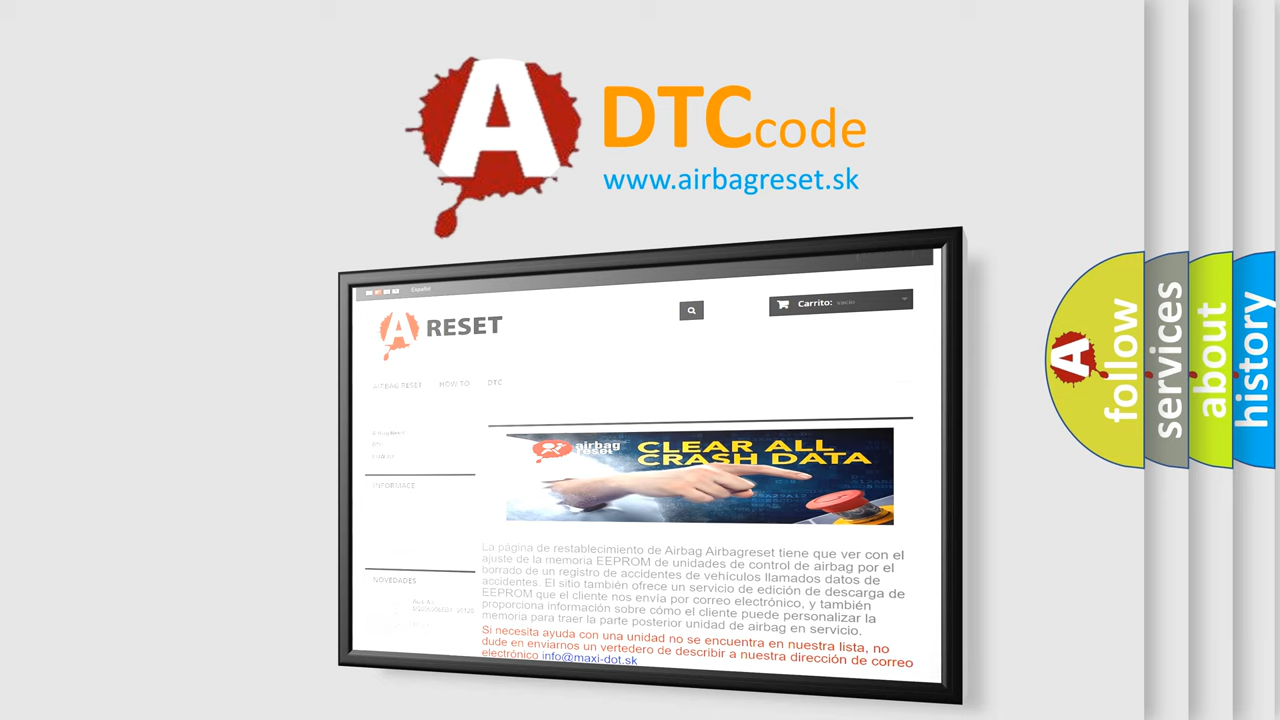 A
DTCcode
www.airbagreset.sk
Español
A RESET
Carrito: vacío
AIRBAG RESET HOW TO DTC
INFORMACE
NOVEDADES
airbag
reset
CLEAR ALL
CRASH DATA
La página de restablecimiento de Airbag Airbagreset tiene que ver con el
ajuste de la memoria EEPROM de unidades de control de airbag por el
borrado de un registro de accidentes de vehículos llamados datos de
accidentes. El sitio también ofrece un servicio de edición de descarga de
EEPROM que el cliente nos envía por correo electrónico, y también
proporciona información sobre cómo el cliente puede personalizar la
memoria para traer la parte posterior unidad de airbag en servicio.
Si necesita ayuda con una unidad no se encuentra en nuestra lista, no
dude en enviarnos un vertedero de describir a nuestra dirección de correo
electrónico info@maxi-dot.sk
A
follow
services
about
history